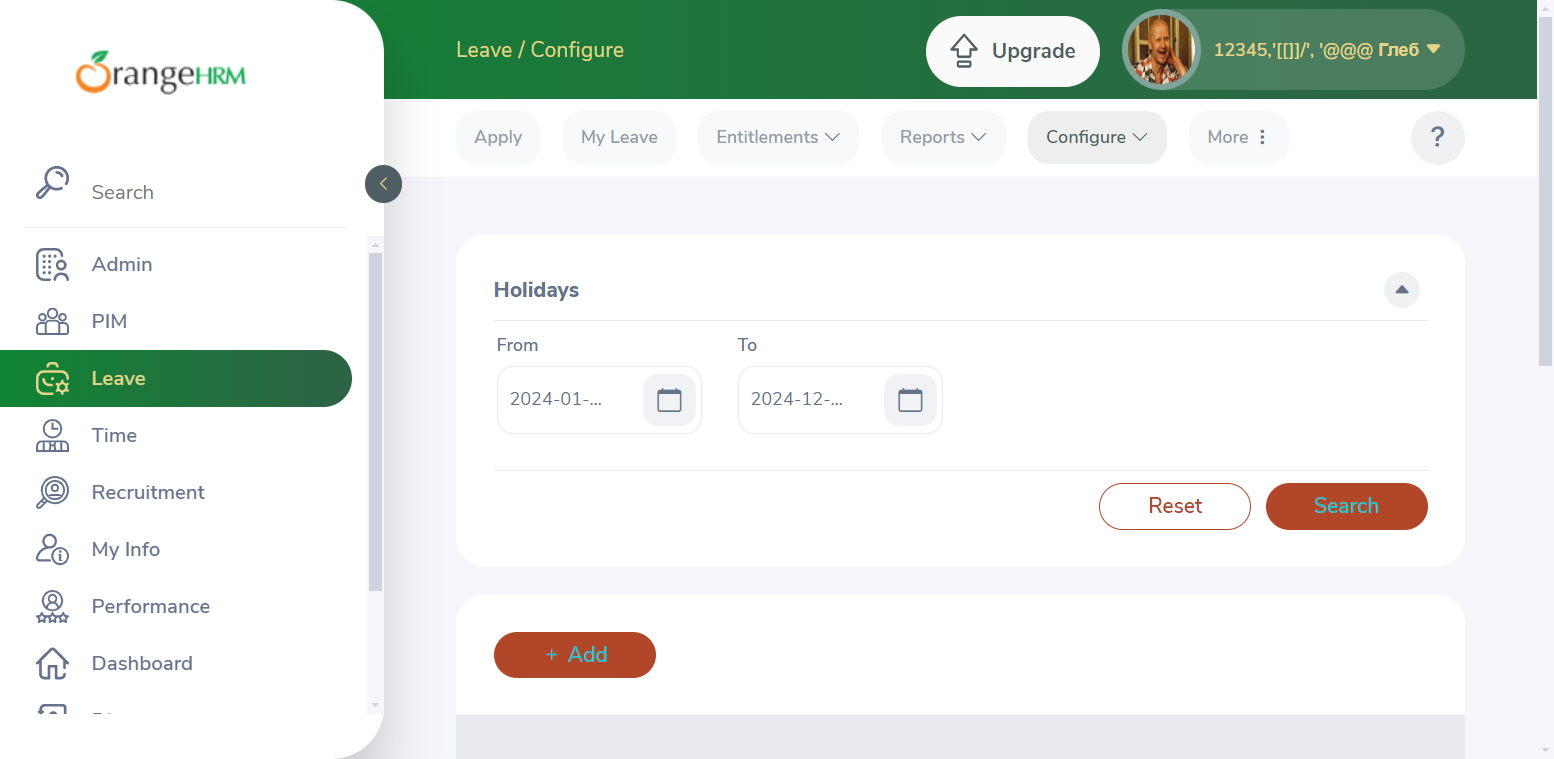 OrangeHRM
Search
Admin
PIM
Leave
Time
Recruitment
My Info
Performance
Dashboard
Leave / Configure
Upgrade
12345,'[[]]/', '@@@ Глеб
Apply
My Leave
Entitlements
Reports
Configure
More
?
Holidays
From
To
2024-01-...
2024-12-...
Reset
Search
+ Add